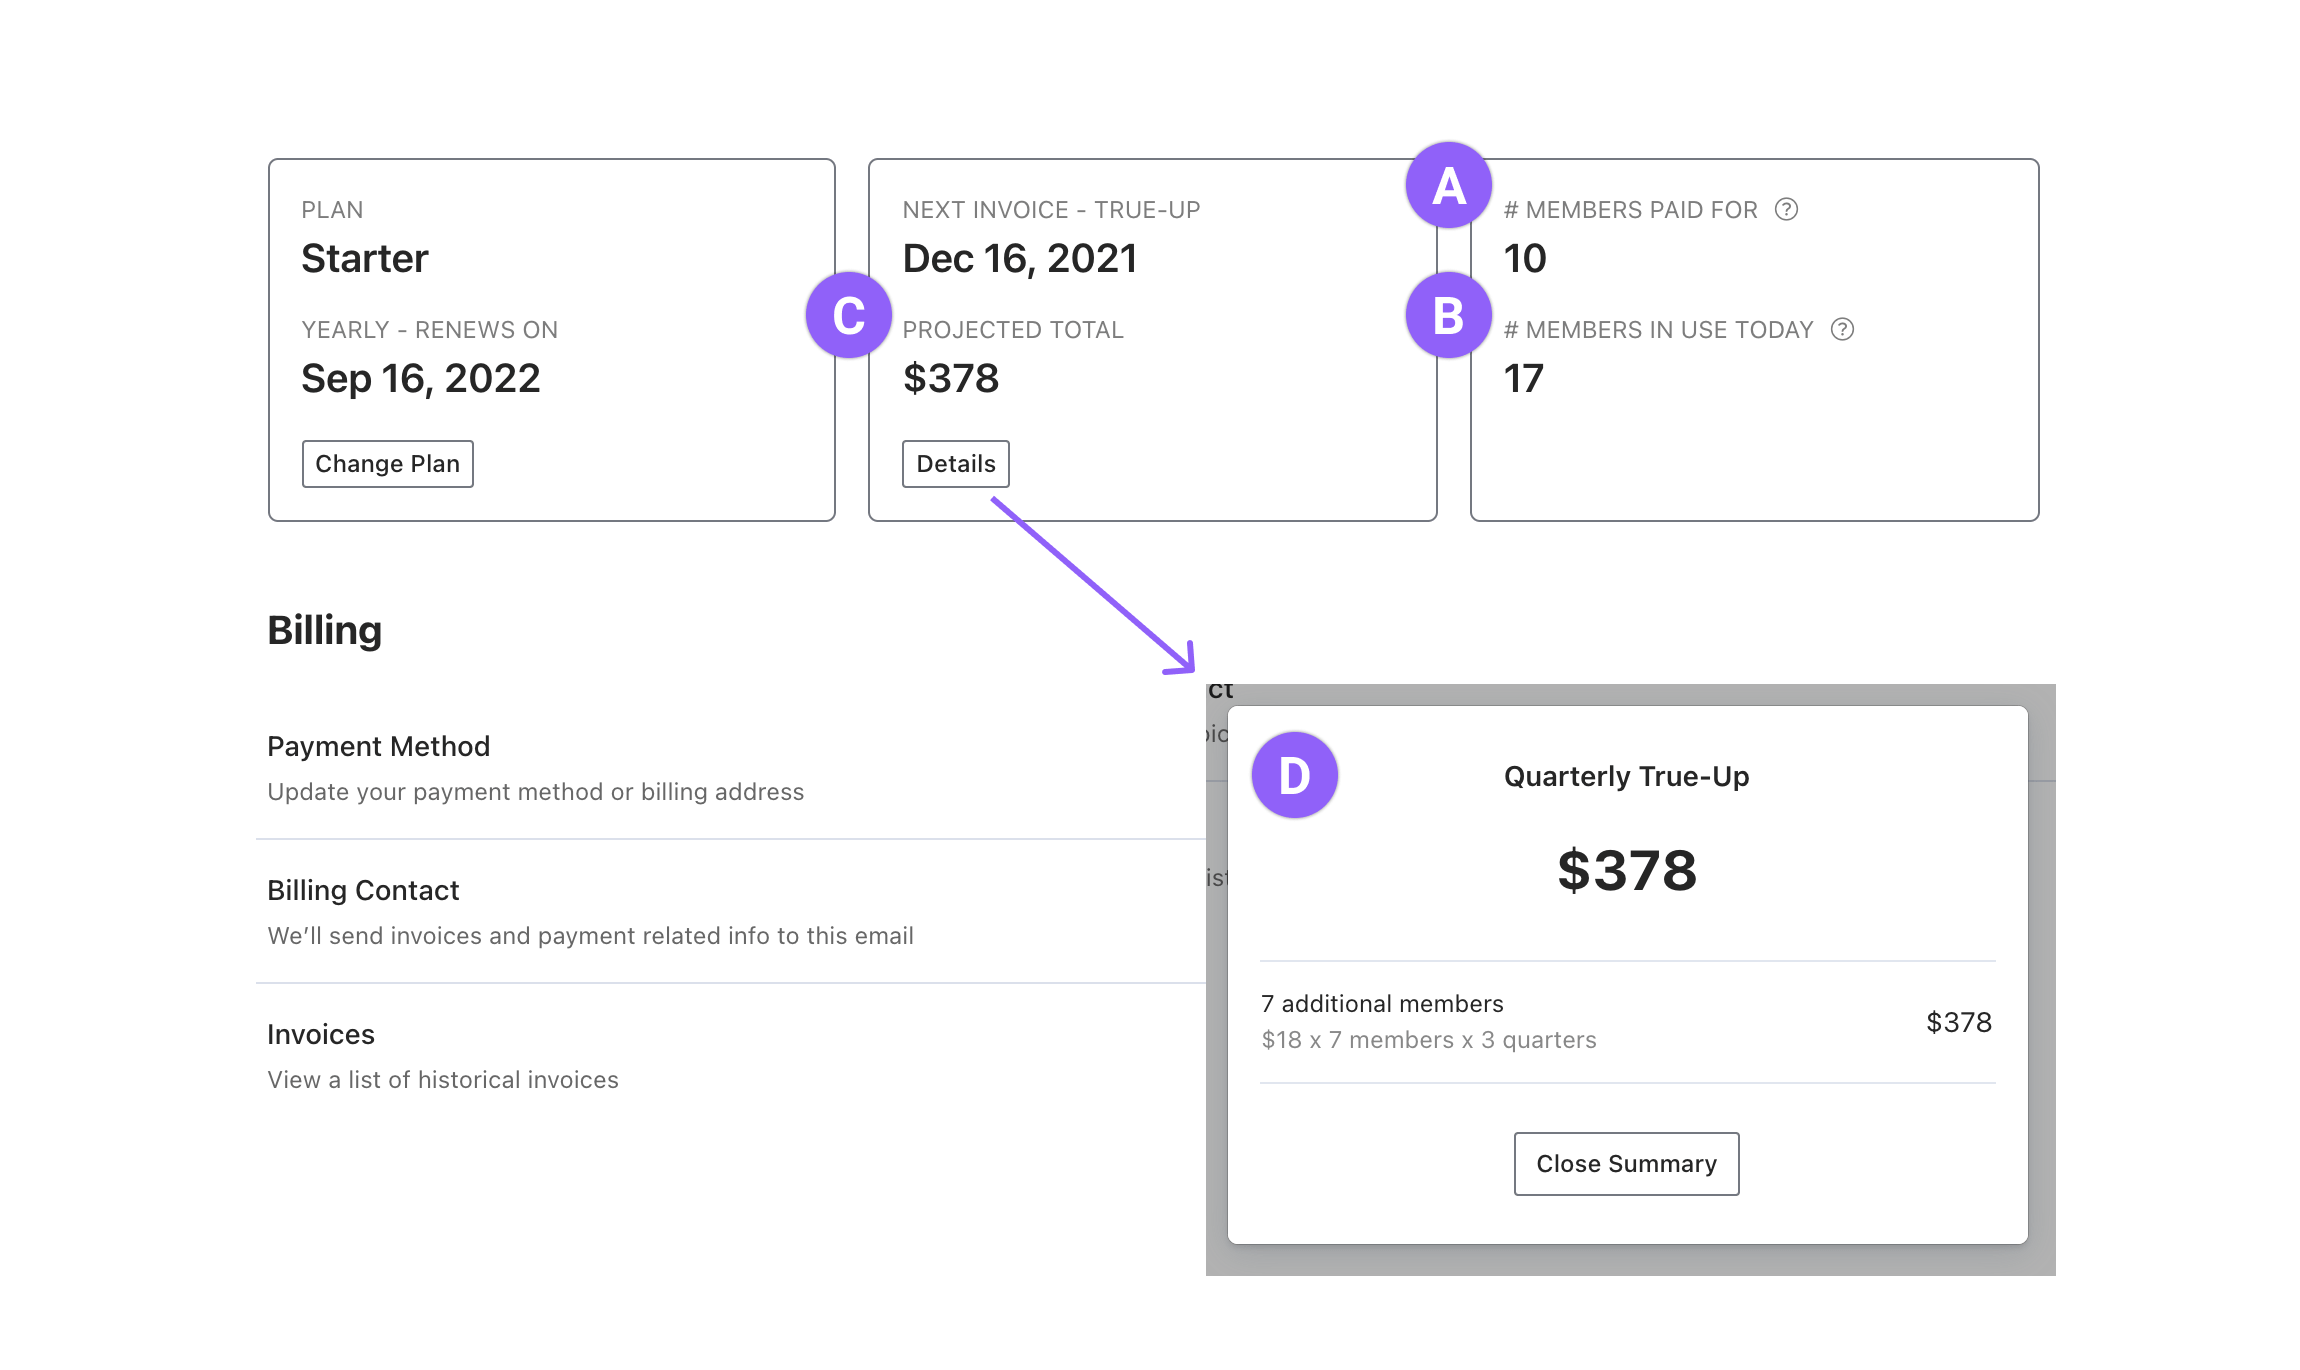 PLAN
Starter
YEARLY - RENEWS ON
Sep 16, 2022
Change Plan
C
NEXT INVOICE - TRUE-UP
Dec 16, 2021
PROJECTED TOTAL
$378
Details
A
# MEMBERS PAID FOR ?
10
B
# MEMBERS IN USE TODAY ?
17
Billing
Payment Method
Update your payment method or billing address
Billing Contact
We’ll send invoices and payment related info to this email
Invoices
View a list of historical invoices
ct
D
Quarterly True-Up
$378
7 additional members
$18 x 7 members x 3 quarters
$378
Close Summary